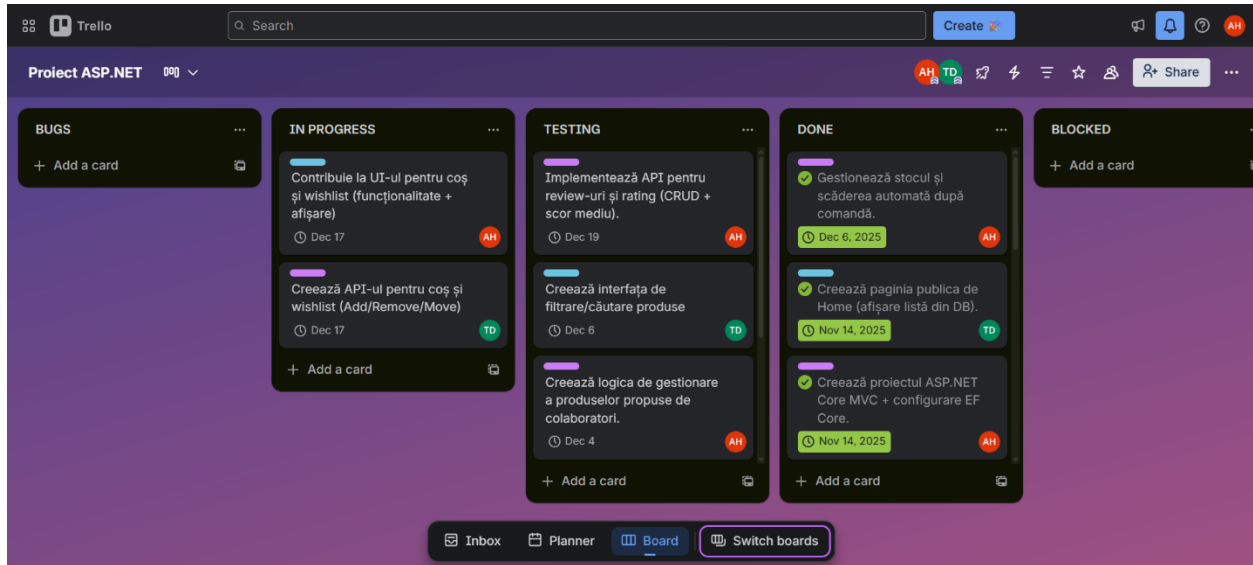 Trello
Search
Create
AH
Proiect ASP.NET
AH
TD
Share
BUGS
Add a card
IN PROGRESS
Contribuie la UI-ul pentru coș
și wishlist (funcționalitate +
afișare)
Dec 17
AH
Creează API-ul pentru coș și
wishlist (Add/Remove/Move)
Dec 17
TD
Add a card
TESTING
Implementează API pentru
review-uri și rating (CRUD +
scor mediu).
Dec 19
AH
Creează interfața de
filtrare/căutare produse
Dec 6
TD
Creează logica de gestionare
a produselor propuse de
colaboratori.
Dec 4
AH
Add a card
DONE
Gestionează stocul și
scăderea automată după
comandă.
Dec 6, 2025
AH
Creează paginia publica de
Home (afișare listă din DB).
Nov 14, 2025
TD
Creează proiectul ASP.NET
Core MVC + configurare EF
Core.
Nov 14, 2025
AH
Add a card
BLOCKED
Add a card
Inbox
Planner
Board
Switch boards